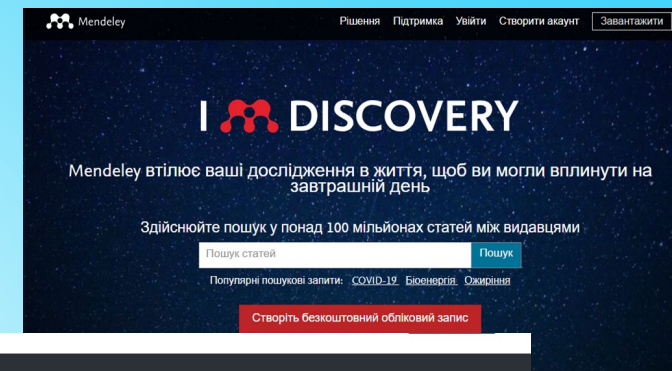 Mendeley Рішення Підтримка Увійти Створити акаунт Завантажити
I DISCOVERY
Mendeley втілює ваші дослідження в життя, щоб ви могли вплинути на
завтрашній день
Здійснюйте пошук у понад 100 мільйонах статей між видавцями
Пошук статей Пошук
Популярні пошукові запити: COVID-19 Біоенергія Ожиріння
Створіть безкоштовний обліковий запис